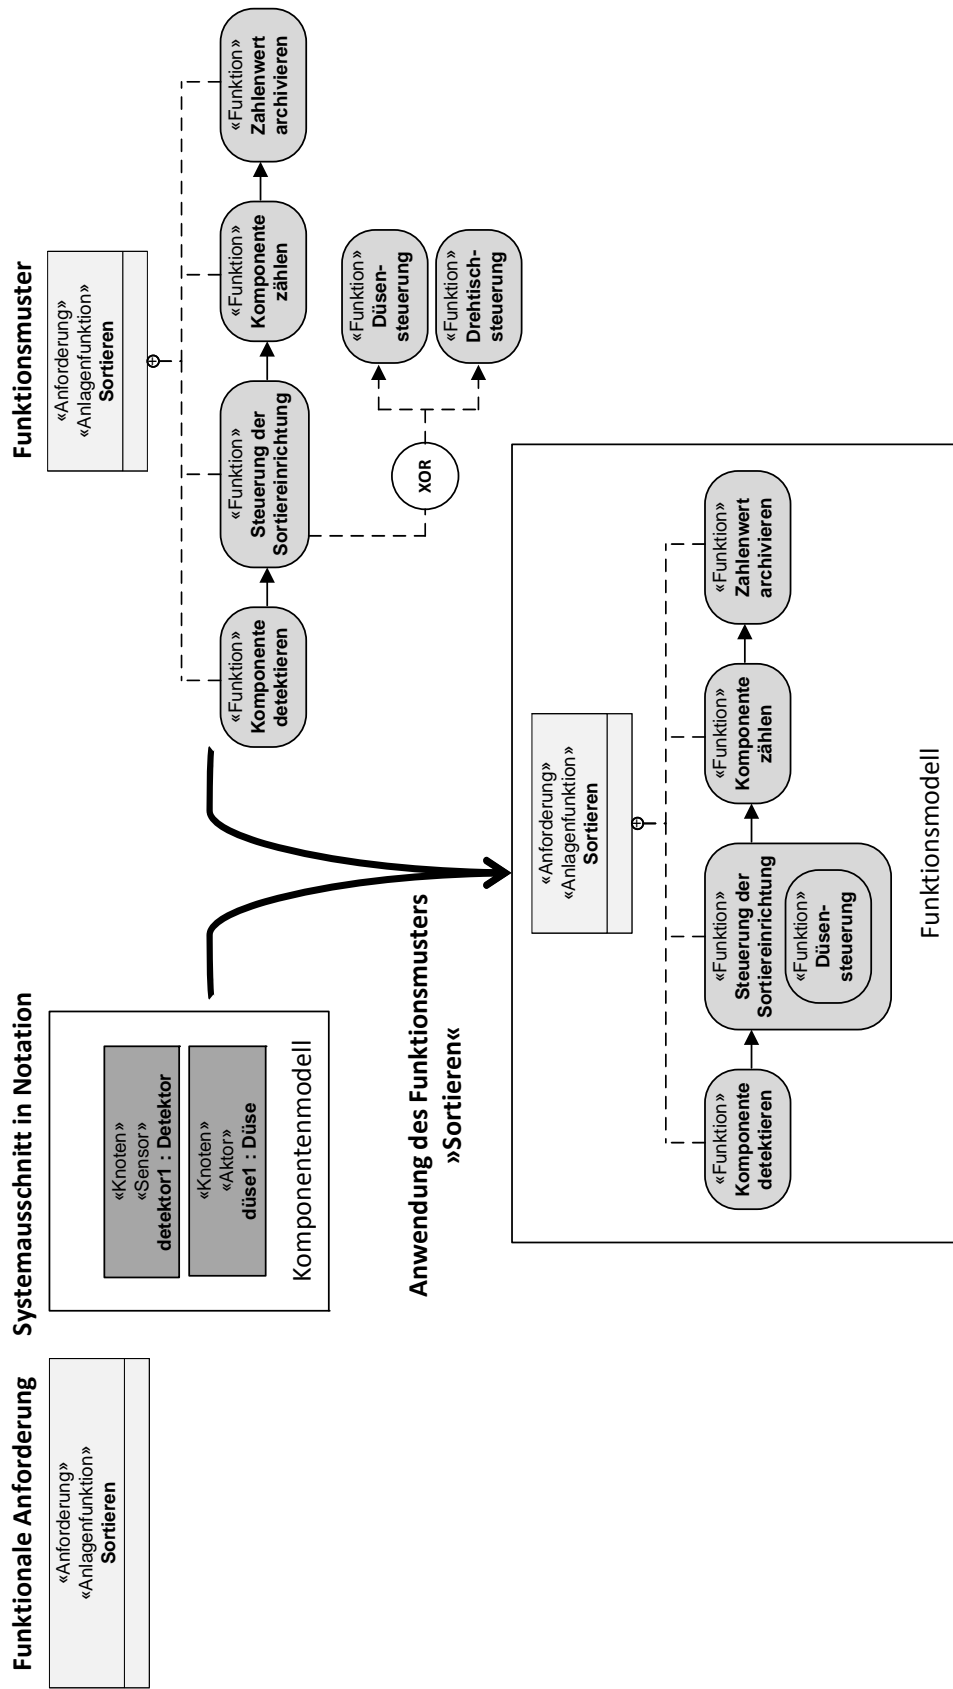 Funktionale Anforderung
«Anforderung»
«Anlagenfunktion»
Sortieren
Systemausschnitt in Notation
«Knoten»
«Sensor»
detektor1 : Detektor
«Knoten»
«Aktor»
düse1 : Düse
Komponentenmodell
Funktionsmuster
«Anforderung»
«Anlagenfunktion»
Sortieren
«Funktion»
Komponente
detektieren
«Funktion»
Steuerung der
Sortiereinrichtung
«Funktion»
Komponente
zählen
«Funktion»
Zahlenwert
archivieren
XOR
«Funktion»
Düsen-
steuerung
«Funktion»
Drehtisch-
steuerung
Anwendung des Funktionsmusters
»Sortieren«
«Anforderung»
«Anlagenfunktion»
Sortieren
«Funktion»
Komponente
detektieren
«Funktion»
Steuerung der
Sortiereinrichtung
«Funktion»
Düsen-
steuerung
«Funktion»
Komponente
zählen
«Funktion»
Zahlenwert
archivieren
Funktionsmodell